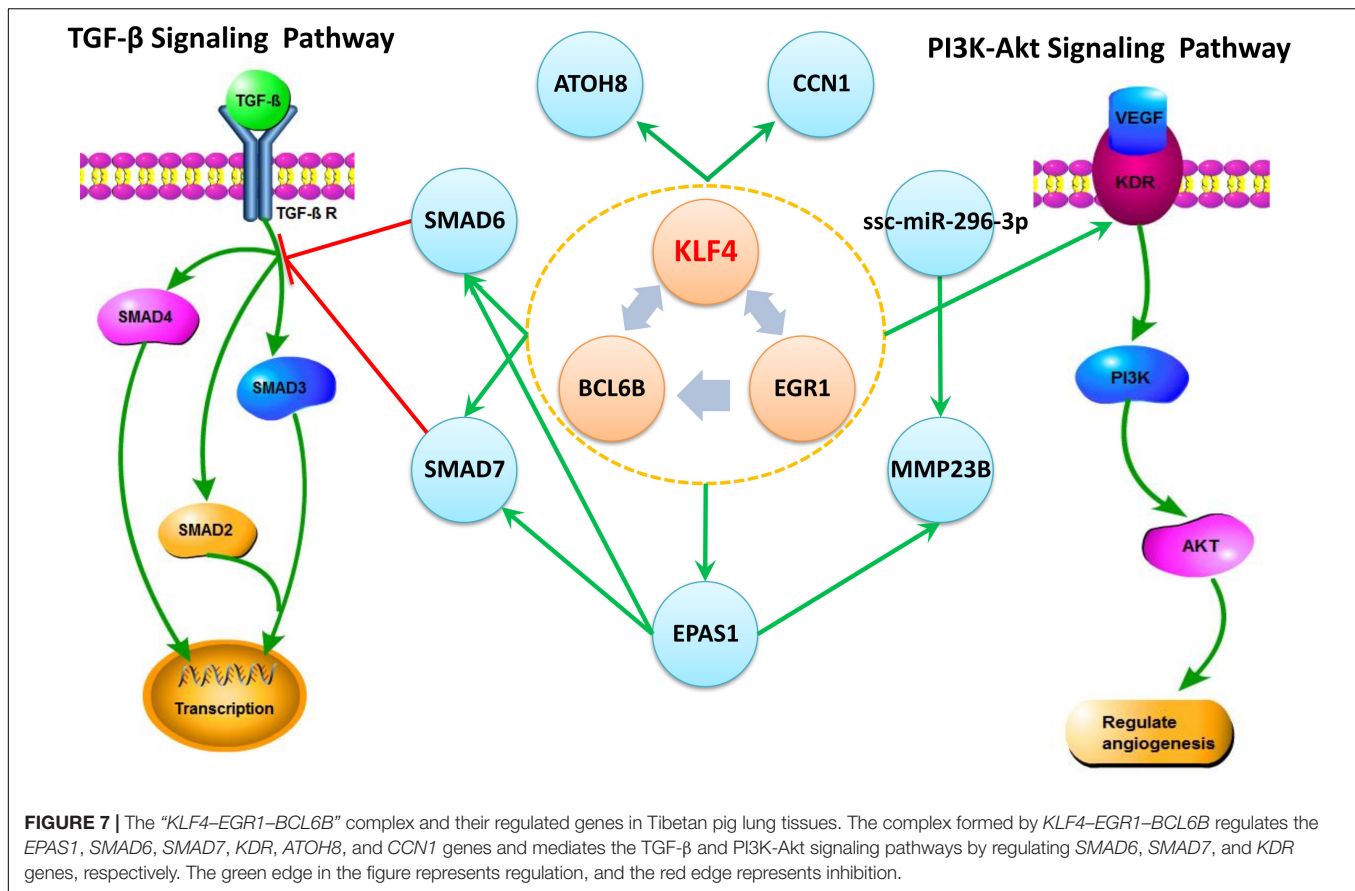 TGF-β Signaling Pathway
PI3K-Akt Signaling Pathway
TGF-ß
TGF-ß R
SMAD4
SMAD3
SMAD2
Transcription
ATOH8
CCN1
SMAD6
SMAD7
KLF4
BCL6B
EGR1
ssc-miR-296-3p
MMP23B
EPAS1
VEGF
KDR
PI3K
AKT
Regulate
angiogenesis
FIGURE 7 | The "KLF4–EGR1–BCL6B" complex and their regulated genes in Tibetan pig lung tissues. The complex formed by KLF4–EGR1–BCL6B regulates the
EPAS1, SMAD6, SMAD7, KDR, ATOH8, and CCN1 genes and mediates the TGF-β and PI3K-Akt signaling pathways by regulating SMAD6, SMAD7, and KDR
genes, respectively. The green edge in the figure represents regulation, and the red edge represents inhibition.